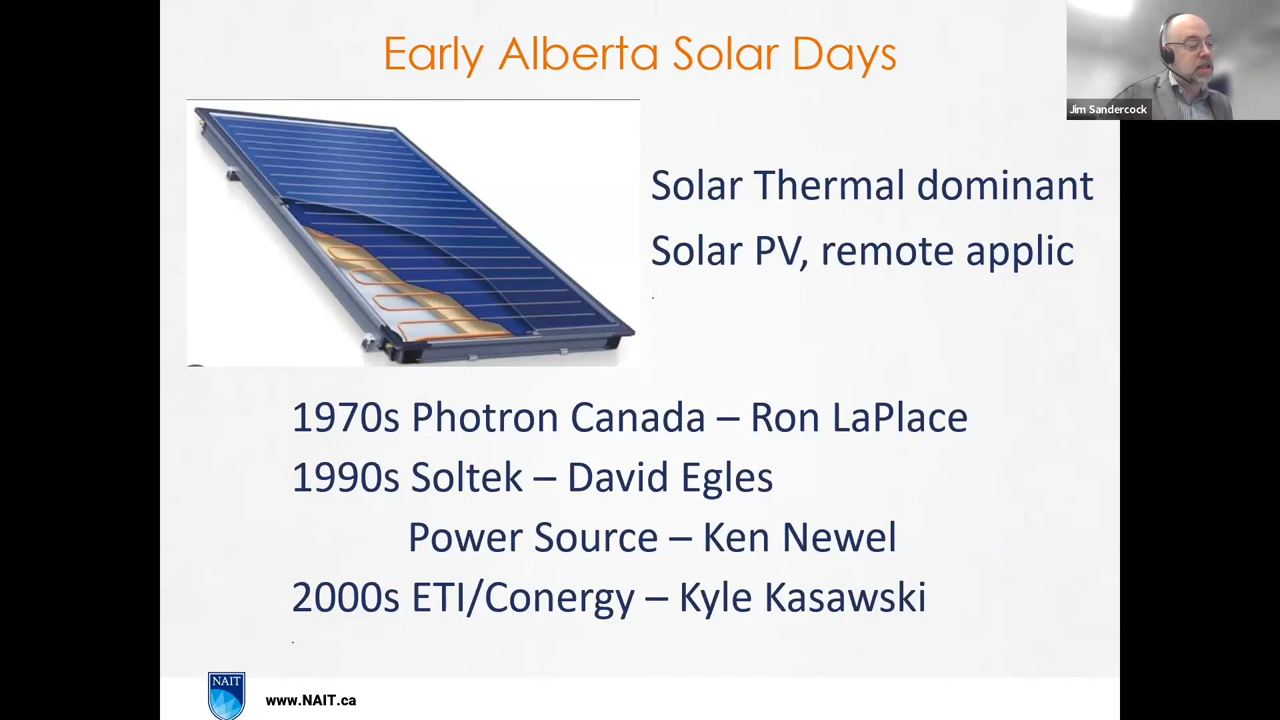 Early Alberta Solar Days
Jim Sandercock
Solar Thermal dominant
Solar PV, remote applic
.
1970s Photron Canada – Ron LaPlace
1990s Soltek – David Egles
Power Source – Ken Newel
2000s ETI/Conergy – Kyle Kasawski
.
NAIT
www.NAIT.ca